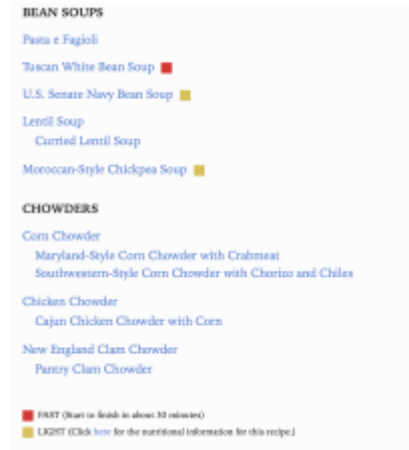 BEAN SOUPS
Pasta e Fagioli
Tuscan White Bean Soup
U.S. Senate Navy Bean Soup
Lentil Soup
Curried Lentil Soup
Moroccan-Style Chickpea Soup
CHOWDERS
Corn Chowder
Maryland-Style Corn Chowder with Crabmeat
Southwestern-Style Corn Chowder with Chorizo and Chiles
Chicken Chowder
Cajun Chicken Chowder with Corn
New England Clam Chowder
Pantry Clam Chowder
FAST (Start to finish in about 30 minutes)
LIGHT (Click here for the nutritional information for this recipe.)